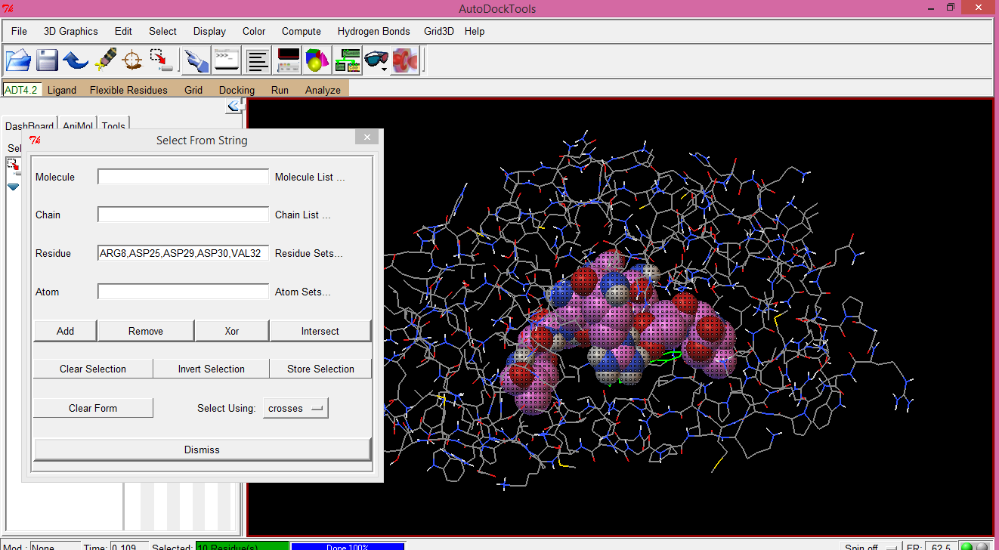 AutoDockTools
File 3D Graphics Edit Select Display Color Compute Hydrogen Bonds Grid3D Help
ADT4.2 Ligand Flexible Residues Grid Docking Run Analyze
DashBoard AniMol Tools
Sel
Select From String
Molecule Molecule List ...
Chain Chain List ...
Residue ARG8,ASP25,ASP29,ASP30,VAL32 Residue Sets...
Atom Atom Sets...
Add Remove Xor Intersect
Clear Selection Invert Selection Store Selection
Clear Form Select Using: crosses
Dismiss
Mod.: None Time: 0.109 Selected: 10 Residue(s) Done 100% Spin off FR: 62.5